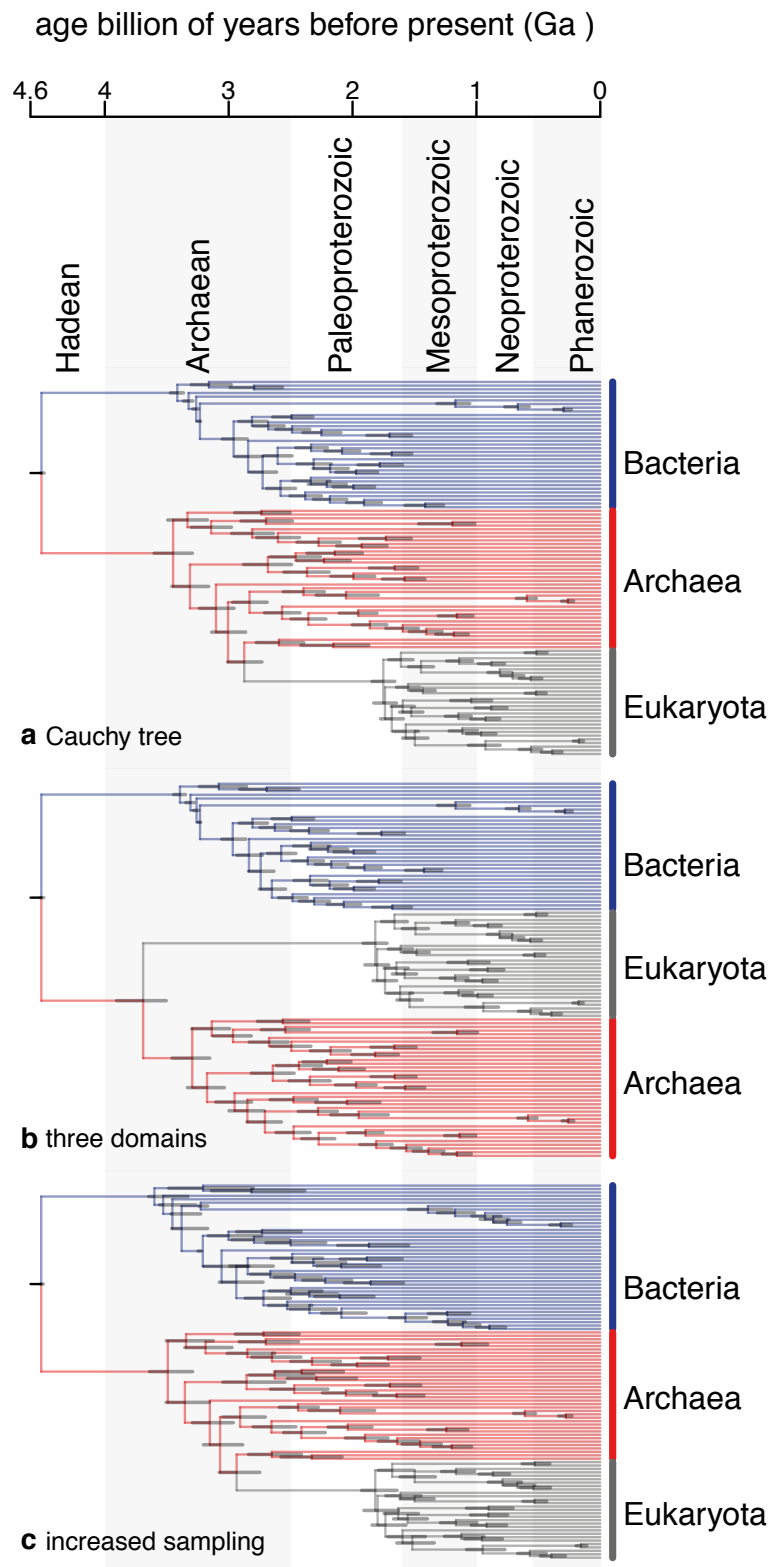 age billion of years before present (Ga )
4.6 4 3 2 1 0
Hadean
Archaean
Paleoproterozoic
Mesoproterozoic
Neoproterozoic
Phanerozoic
Bacteria
Archaea
Eukaryota
a Cauchy tree
Bacteria
Eukaryota
Archaea
b three domains
Bacteria
Archaea
Eukaryota
c increased sampling